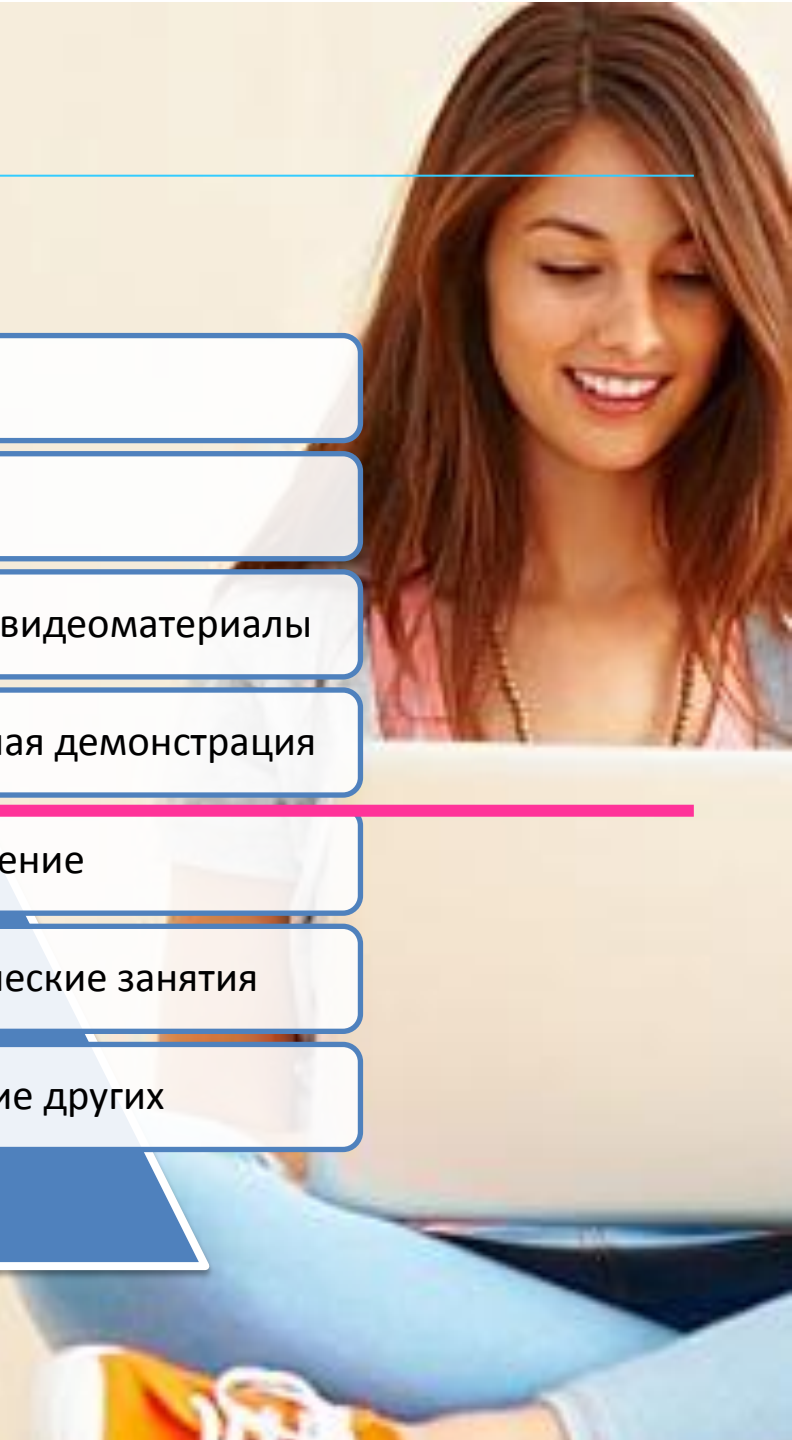 видеоматериалы
ная демонстрация
ение
ческие занятия
ие других